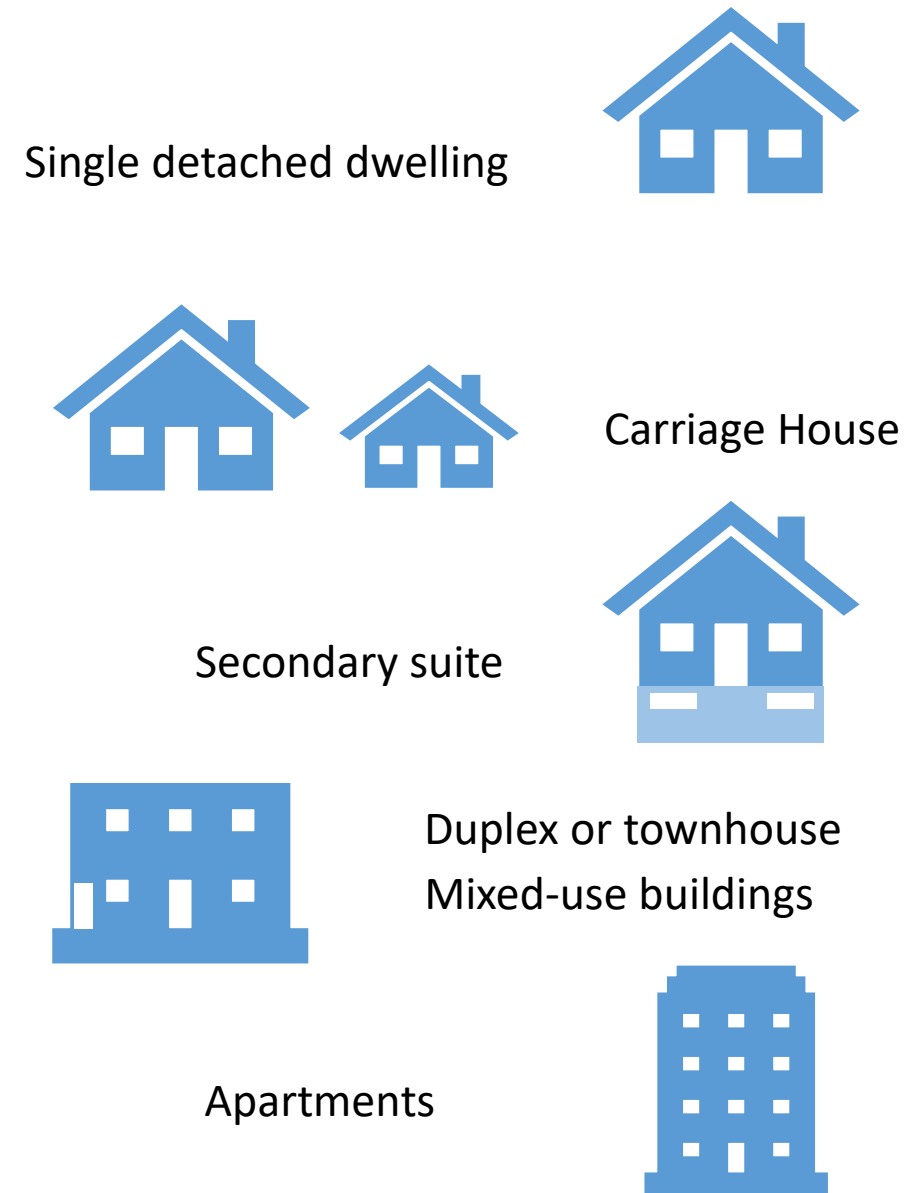 Single detached dwelling
Carriage House
Secondary suite
Duplex or townhouse
Mixed-use buildings
Apartments